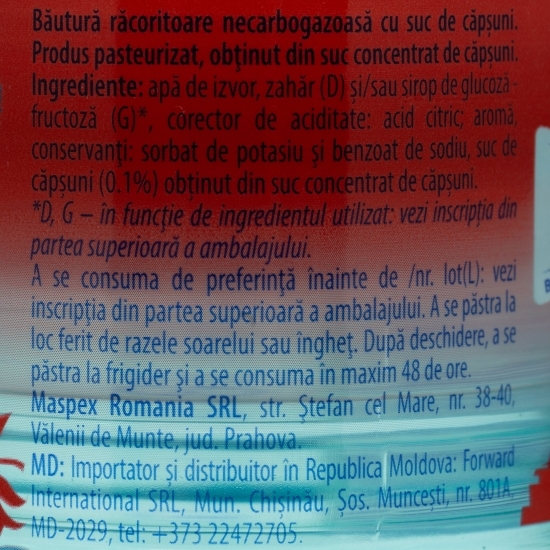 Băutură răcoritoare necarbogazoasă cu suc de căpșuni.
Produs pasteurizat, obținut din suc concentrat de căpșuni.
Ingrediente: apă de izvor, zahăr (D) și/sau sirop de glucoză-
fructoză (G)*, corector de aciditate: acid citric; aromă,
conservanți: sorbat de potasiu și benzoat de sodiu, suc de
căpșuni (0.1%) obținut din suc concentrat de căpșuni.
*D, G – în funcție de ingredientul utilizat: vezi inscripția din
partea superioară a ambalajului.
A se consuma de preferință înainte de /nr. lot(L): vezi
inscripția din partea superioară a ambalajului. A se păstra la
loc ferit de razele soarelui sau îngheț. După deschidere, a se
păstra la frigider și a se consuma în maxim 48 de ore.
Maspex Romania SRL, str. Ștefan cel Mare, nr. 38-40,
Vălenii de Munte, jud. Prahova.
MD: Importator și distribuitor în Republica Moldova: Forward
International SRL, Mun. Chișinău, Șos. Muncești, nr. 801A,
MD-2029, tel: +373 22472705.